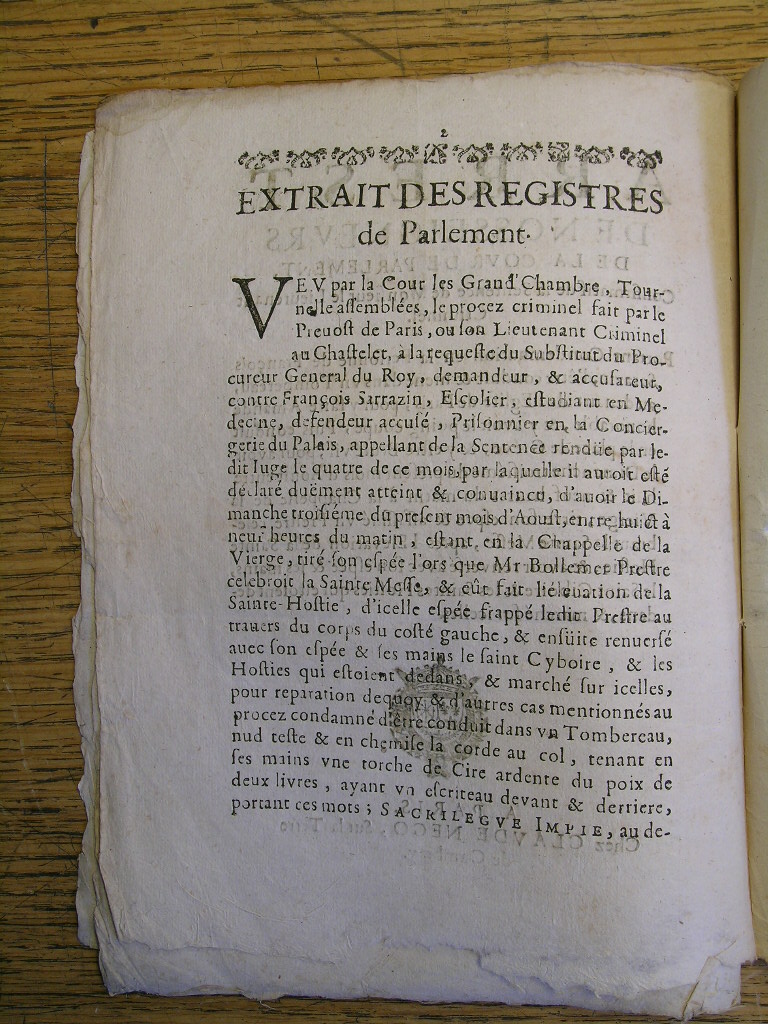 2
EXTRAIT DES REGISTRES
de Parlement.
VEV par la Cour les Grand'Chambre, Tour-
nelle assemblées, le procez criminel fait par le
Preuost de Paris, ou son Lieutenant Criminel
au Chastelet, à la requeste du Substitut du Pro-
cureur General du Roy, demandeur, & accusateur,
contre François Sarrazin, Escolier, estudiant en Me-
decine, defendeur accusé, Prisonnier en la Concier-
gerie du Palais, appellant de la Sentence rendüe par le-
dit Iuge le quatre de ce mois, par laquelle il auroit esté
déclaré duëment atteint & conuaincu, d'auoir le Di-
manche troisiéme du present mois d'Aoust, entre huict à
neuf heures du matin, estant en la Chappelle de la
Vierge, tiré son espée l'ors que Mr Bollemer Prestre
celebroit la Sainte Messe, & eût fait l'éleuation de la
Sainte-Hostie, d'icelle espée frappé ledit Prestre au
trauers du corps du costé gauche, & ensüite renuersé
auec son espée & ses mains le saint Cyboire, & les
Hosties qui estoient dedans, & marché sur icelles,
pour reparation dequoy & d'autres cas mentionnés au
procez condamné d'être conduit dans vn Tombereau,
nud teste & en chemise la corde au col, tenant en
ses mains vne torche de Cire ardente du poix de
deux livres, ayant vn escriteau devant & derriere,
portant ces mots; SACRILEGVE IMPIE, au de-